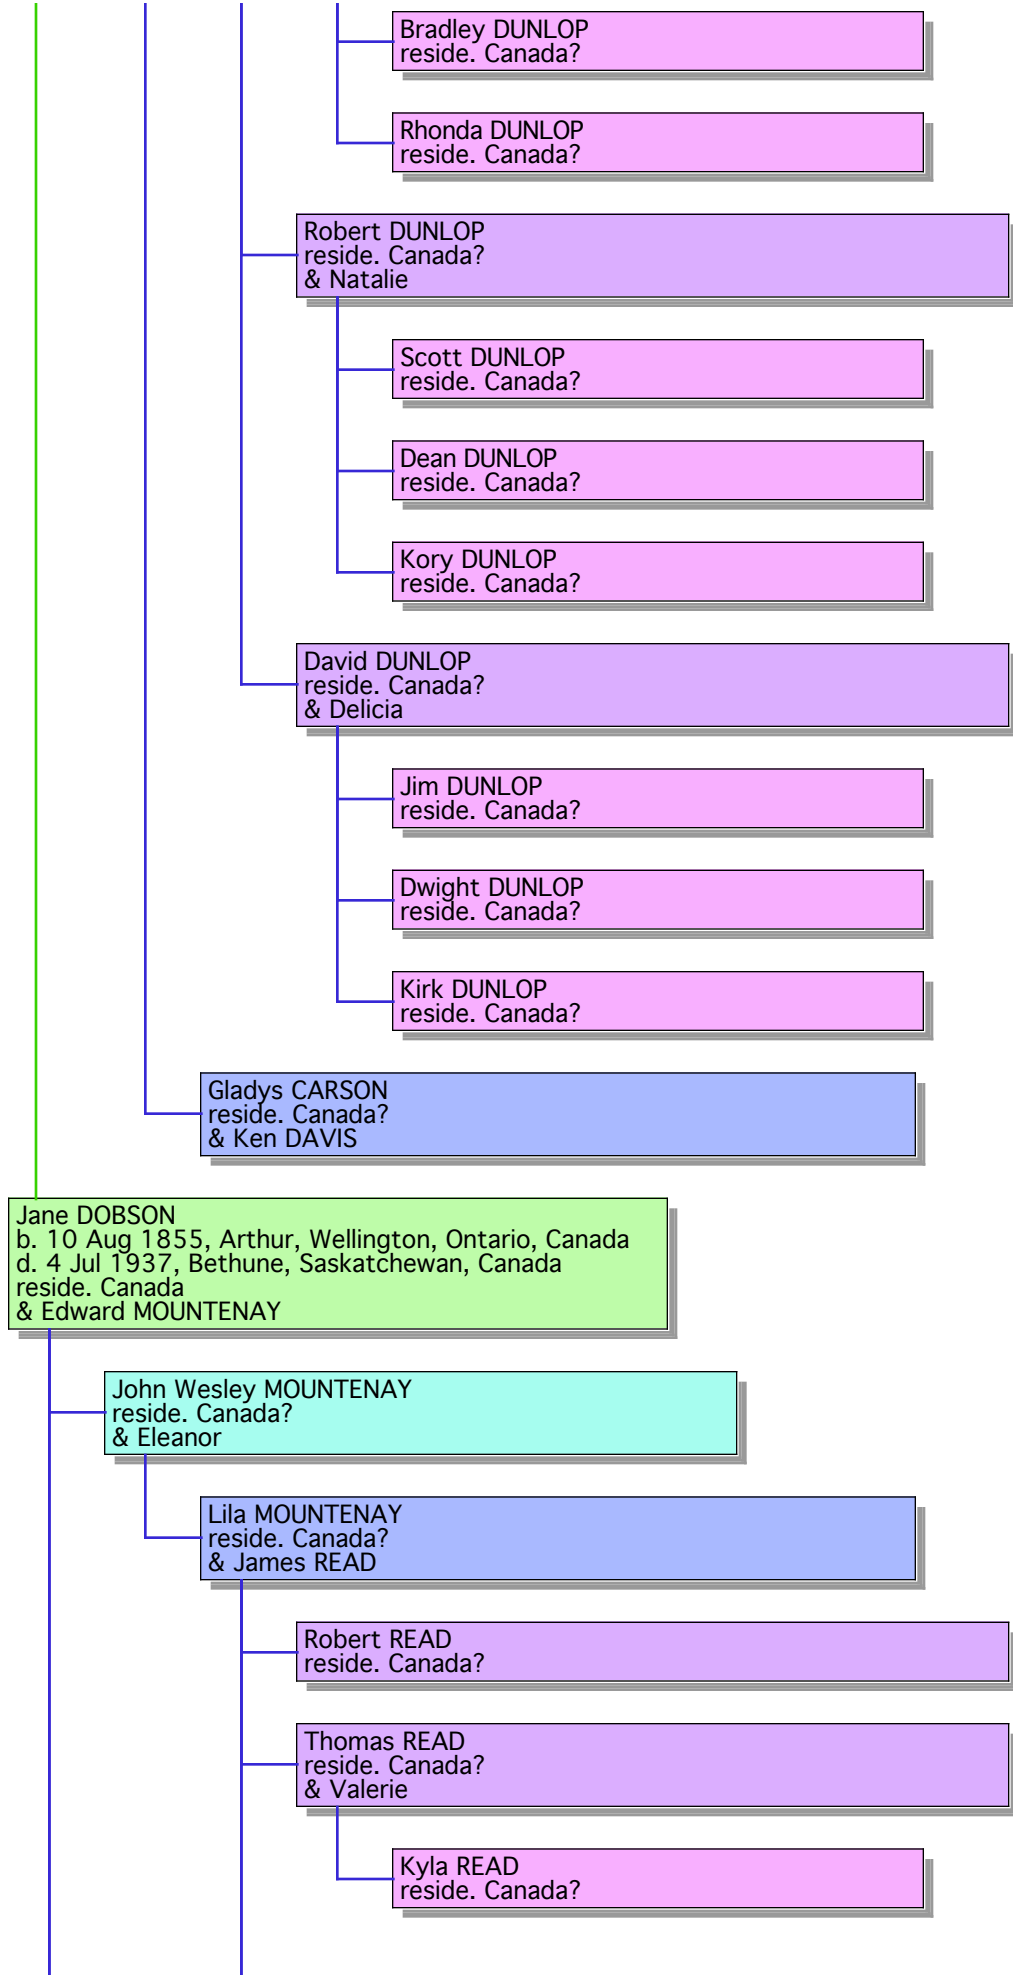 Bradley DUNLOP
reside. Canada?
Rhonda DUNLOP
reside. Canada?
Robert DUNLOP
reside. Canada?
& Natalie
Scott DUNLOP
reside. Canada?
Dean DUNLOP
reside. Canada?
Kory DUNLOP
reside. Canada?
David DUNLOP
reside. Canada?
& Delicia
Jim DUNLOP
reside. Canada?
Dwight DUNLOP
reside. Canada?
Kirk DUNLOP
reside. Canada?
Gladys CARSON
reside. Canada?
& Ken DAVIS
Jane DOBSON
b. 10 Aug 1855, Arthur, Wellington, Ontario, Canada
d. 4 Jul 1937, Bethune, Saskatchewan, Canada
reside. Canada
& Edward MOUNTENAY
John Wesley MOUNTENAY
reside. Canada?
& Eleanor
Lila MOUNTENAY
reside. Canada?
& James READ
Robert READ
reside. Canada?
Thomas READ
reside. Canada?
& Valerie
Kyla READ
reside. Canada?